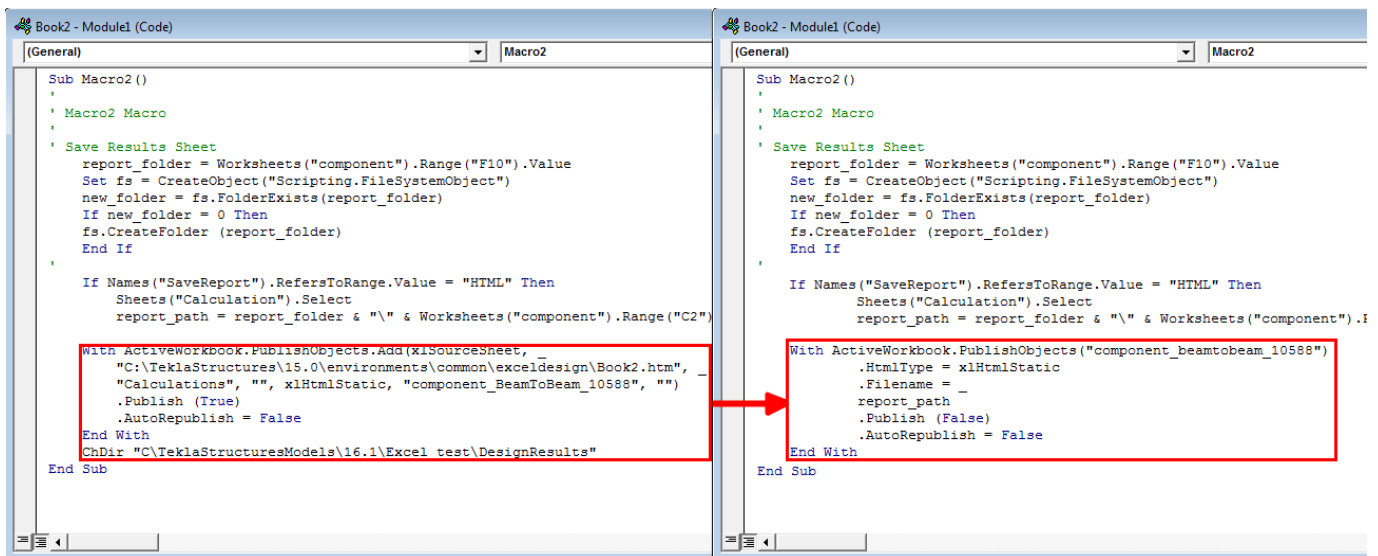 Book2 - Module1 (Code)
(General)
Macro2
Sub Macro2()
'
' Macro2 Macro
'
' Save Results Sheet
report_folder = Worksheets("component").Range("F10").Value
Set fs = CreateObject("Scripting.FileSystemObject")
new_folder = fs.FolderExists(report_folder)
If new_folder = 0 Then
fs.CreateFolder (report_folder)
End If
'
If Names("SaveReport").RefersToRange.Value = "HTML" Then
Sheets("Calculation").Select
report_path = report_folder & "\" & Worksheets("component").Range("C2")
With ActiveWorkbook.PublishObjects.Add(xlSourceSheet, _
"C:\TeklaStructures\15.0\environments\common\exceldesign\Book2.htm", _
"Calculations", "", xlHtmlStatic, "component_BeamToBeam_10588", "")
.Publish (True)
.AutoRepublish = False
End With
ChDir "C\TeklaStructuresModels\16.1\Excel test\DesignResults"
End Sub
Book2 - Module1 (Code)
(General)
Macro2
Sub Macro2()
'
' Macro2 Macro
'
' Save Results Sheet
report_folder = Worksheets("component").Range("F10").Value
Set fs = CreateObject("Scripting.FileSystemObject")
new_folder = fs.FolderExists(report_folder)
If new_folder = 0 Then
fs.CreateFolder (report_folder)
End If
'
If Names("SaveReport").RefersToRange.Value = "HTML" Then
Sheets("Calculation").Select
report_path = report_folder & "\" & Worksheets("component").
With ActiveWorkbook.PublishObjects("component_beamtobeam_10588")
.HtmlType = xlHtmlStatic
.Filename = _
report_path
.Publish (False)
.AutoRepublish = False
End With
End Sub